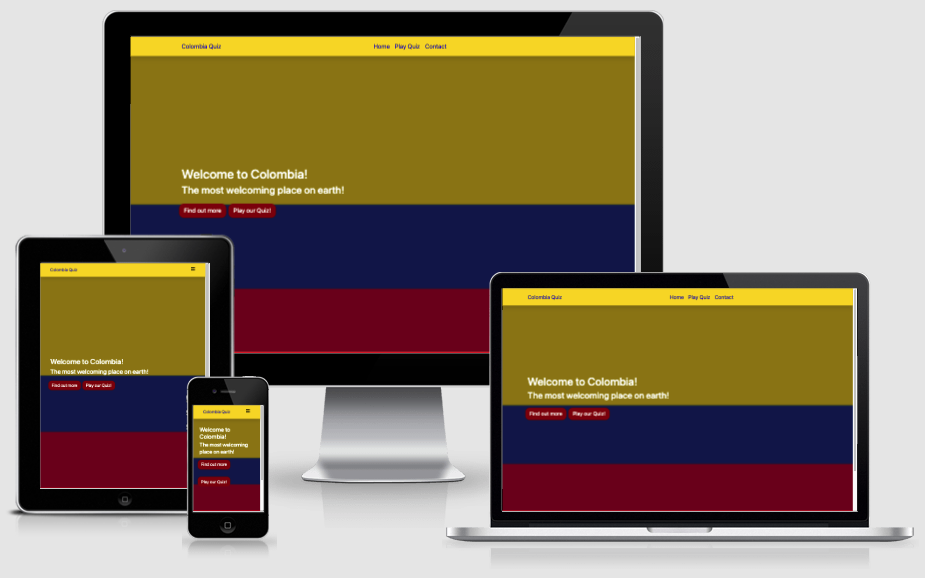 Colombia Quiz
Home Play Quiz Contact
Welcome to Colombia!
The most welcoming place on earth!
Find out more Play our Quiz!
Colombia Quiz
Welcome to Colombia!
The most welcoming place on earth!
Find out more Play our Quiz!
Colombia Quiz
Welcome to
Colombia!
The most welcoming
place on earth!
Find out more
Play our Quiz!
Colombia Quiz
Home Play Quiz Contact
Welcome to Colombia!
The most welcoming place on earth!
Find out more Play our Quiz!